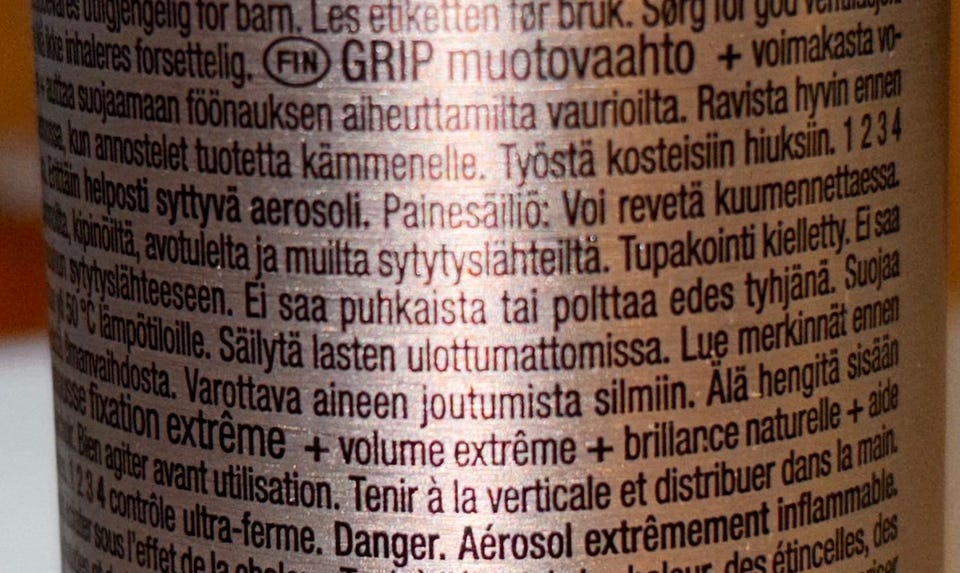 utilgjengelig for barn. Les etiketten før bruk. Sørg for god
ikke inhaleres forsettelig. FIN GRIP muotovaahto + voimakasta vo-
+ auttaa suojaamaan föönauksen aiheuttamilta vaurioilta. Ravista hyvin ennen
kun annostelet tuotetta kämmenelle. Työstä kosteisiin hiuksiin. 1 2 3 4
Erittäin helposti syttyvä aerosoli. Painesäiliö: Voi revetä kuumennettaessa.
kipinöiltä, avotulelta ja muilta sytytyslähteiltä. Tupakointi kielletty. Ei saa
sytytyslähteeseen. Ei saa puhkaista tai polttaa edes tyhjänä. Suojaa
yli 50 °C lämpötiloille. Säilytä lasten ulottumattomissa. Lue merkinnät ennen
ilmanvaihdosta. Varottava aineen joutumista silmiin. Älä hengitä sisään
fixation extrême + volume extrême + brillance naturelle + aide
Bien agiter avant utilisation. Tenir à la verticale et distribuer dans la main.
1 2 3 4 contrôle ultra-ferme. Danger. Aérosol extrêmement inflammable.
sous l'effet de la chaleur, des étincelles, des